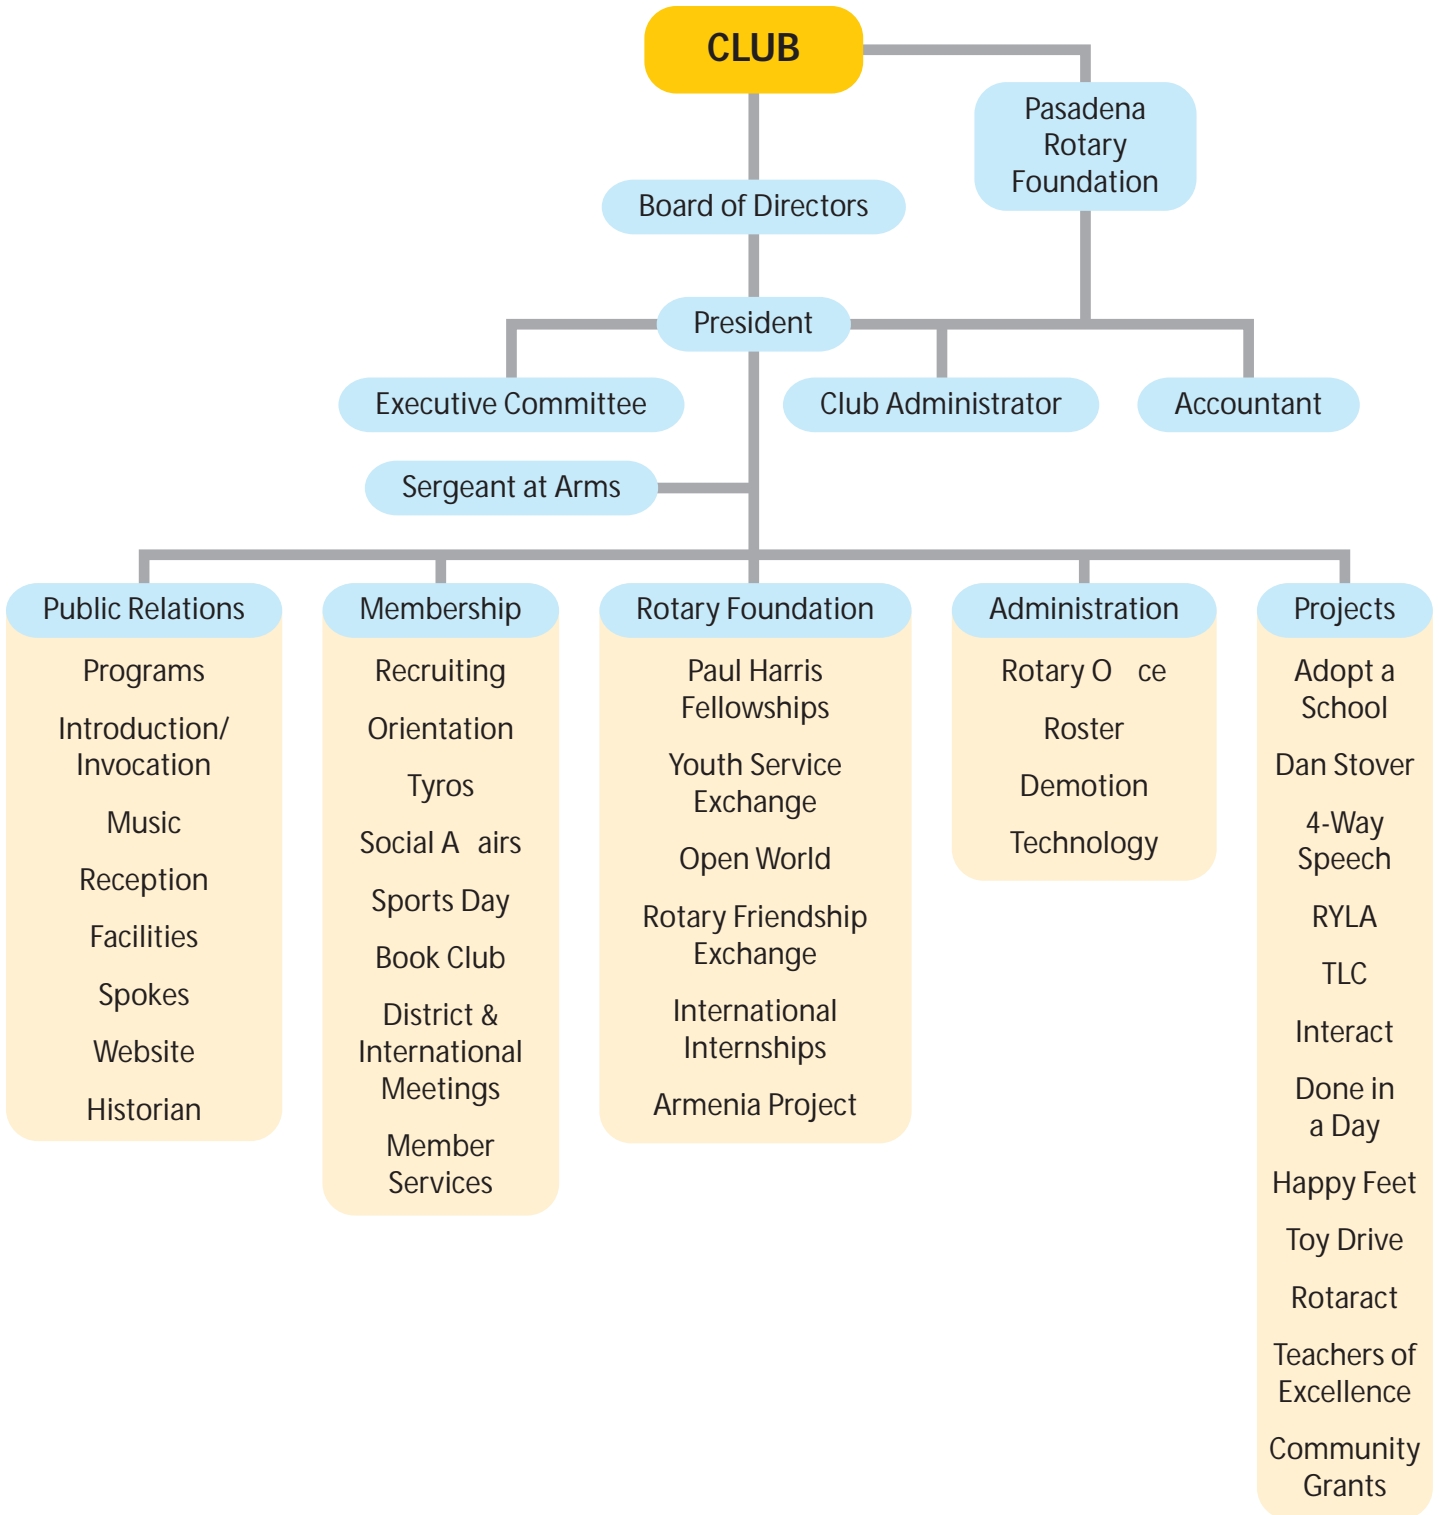 CLUB
Pasadena
Rotary
Foundation
Board of Directors
President
Executive Committee
Club Administrator
Accountant
Sergeant at Arms
Public Relations
Programs
Introduction/
Invocation
Music
Reception
Facilities
Spokes
Website
Historian
Membership
Recruiting
Orientation
Tyros
Social A airs
Sports Day
Book Club
District &
International
Meetings
Member
Services
Rotary Foundation
Paul Harris
Fellowships
Youth Service
Exchange
Open World
Rotary Friendship
Exchange
International
Internships
Armenia Project
Administration
Rotary O ce
Roster
Demotion
Technology
Projects
Adopt a
School
Dan Stover
4-Way
Speech
RYLA
TLC
Interact
Done in
a Day
Happy Feet
Toy Drive
Rotaract
Teachers of
Excellence
Community
Grants